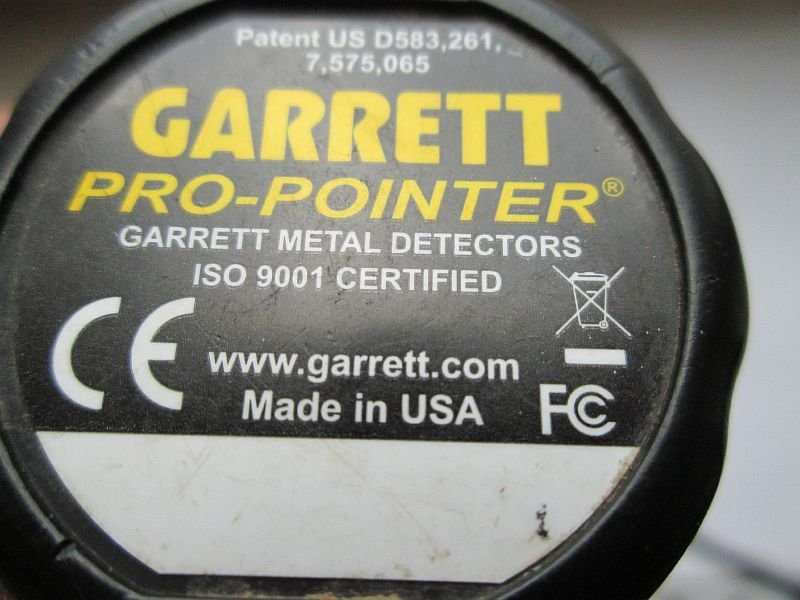 Patent US D583,261,
7,575,065
GARRETT
PRO-POINTER®
GARRETT METAL DETECTORS
ISO 9001 CERTIFIED
CE
www.garrett.com
Made in USA
FC